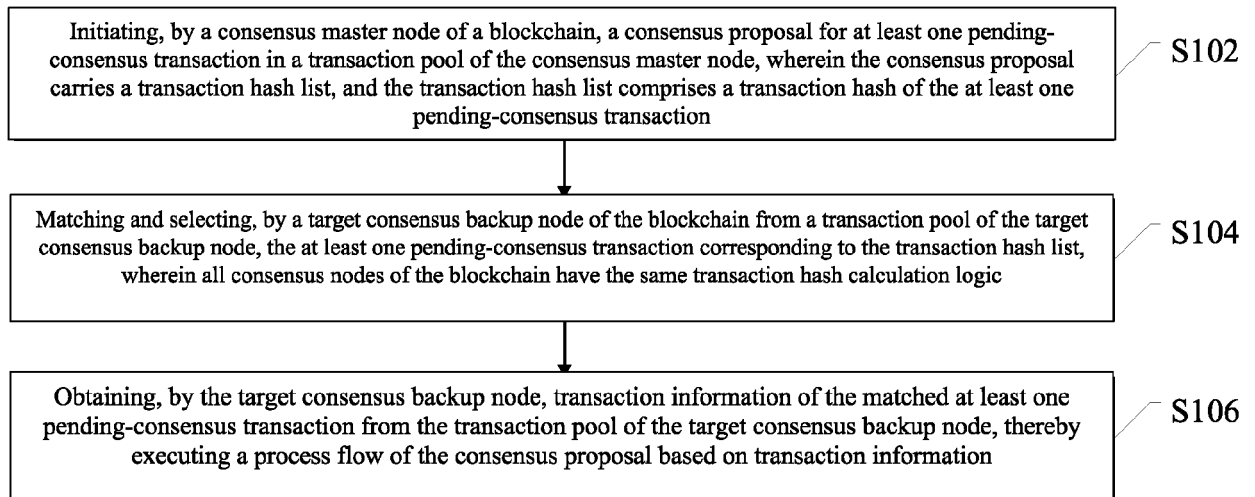 Initiating, by a consensus master node of a blockchain, a consensus proposal for at least one pending-
consensus transaction in a transaction pool of the consensus master node, wherein the consensus proposal
carries a transaction hash list, and the transaction hash list comprises a transaction hash of the at least one
pending-consensus transaction
S102
Matching and selecting, by a target consensus backup node of the blockchain from a transaction pool of the target
consensus backup node, the at least one pending-consensus transaction corresponding to the transaction hash list,
wherein all consensus nodes of the blockchain have the same transaction hash calculation logic
S104
Obtaining, by the target consensus backup node, transaction information of the matched at least one
pending-consensus transaction from the transaction pool of the target consensus backup node, thereby
executing a process flow of the consensus proposal based on transaction information
S106